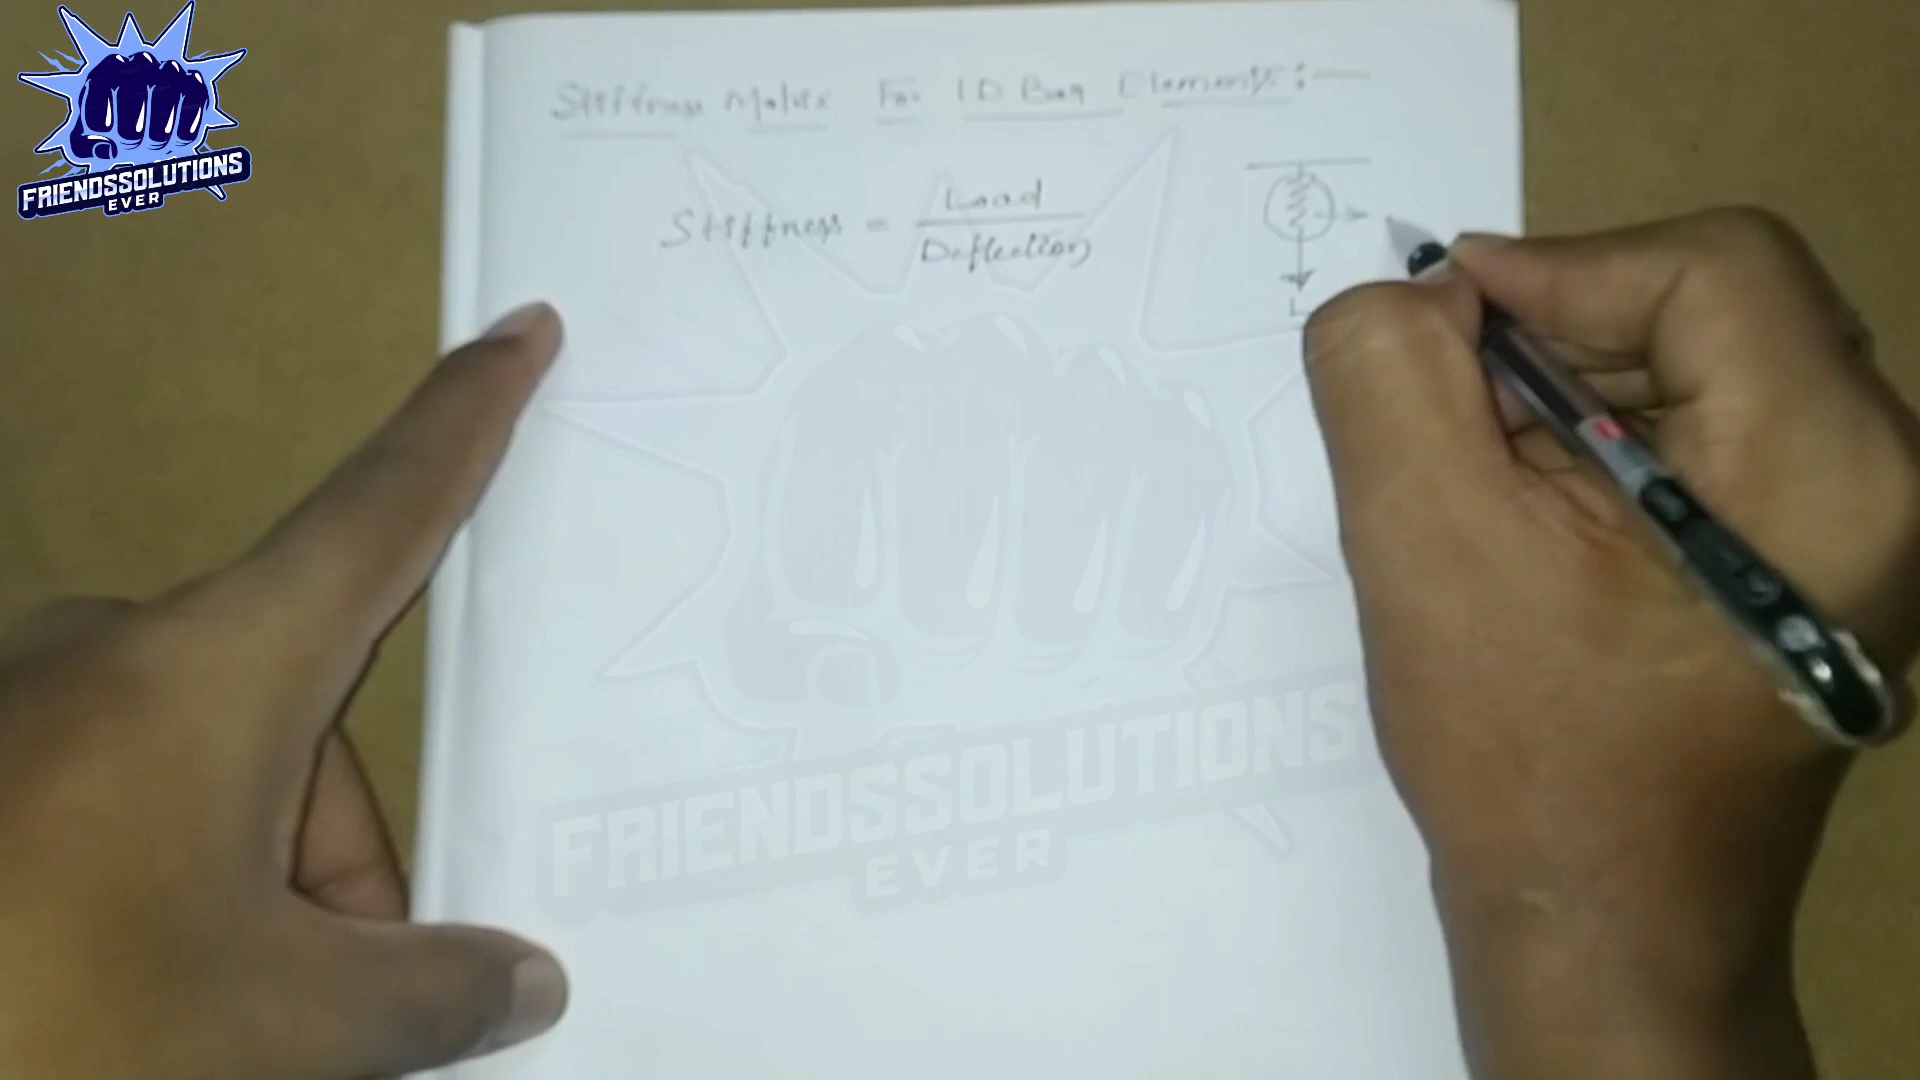 FRIENDSSOLUTIONS
EVER
Stiffness Matrix For 1D Bar Elements:-
Stiffness = Load
Deflection
L
FRIENDSSOLUTIONS
EVER